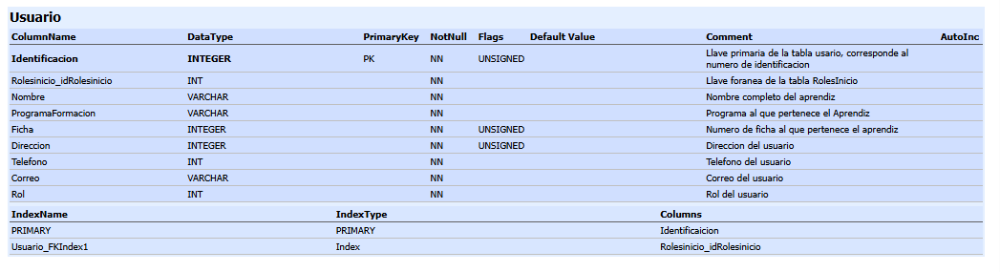 Usuario
ColumnName DataType PrimaryKey NotNull Flags Default Value Comment AutoInc
Identificacion INTEGER PK NN UNSIGNED Llave primaria de la tabla usario, corresponde al
numero de identificacion
Rolesinicio_idRolesinicio INT NN Llave foranea de la tabla RolesInicio
Nombre VARCHAR NN Nombre completo del aprendiz
ProgramaFormacion VARCHAR NN Programa al que pertenece el Aprendiz
Ficha INTEGER NN UNSIGNED Numero de ficha al que pertenece el aprendiz
Direccion INTEGER NN UNSIGNED Direccion del usuario
Telefono INT NN Telefono del usuario
Correo VARCHAR NN Correo del usuario
Rol INT NN Rol del usuario
IndexName IndexType Columns
PRIMARY PRIMARY Identificaicion
Usuario_FKIndex1 Index Rolesinicio_idRolesinicio